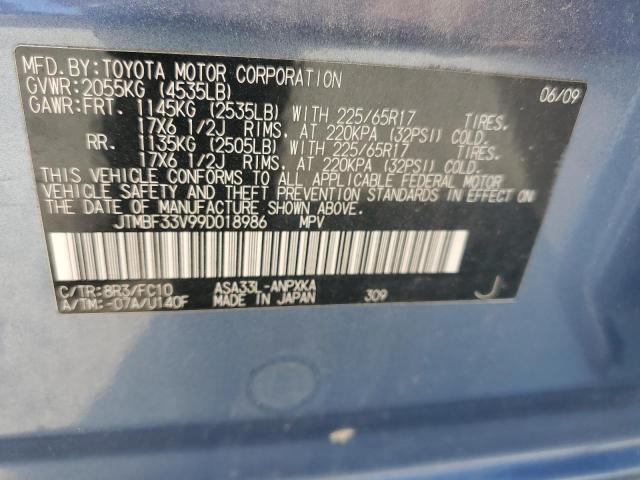 MFD.BY:TOYOTA MOTOR CORPORATION 06/09
GVWR:2055KG (4535LB)
GAWR:FRT. 1145KG (2535LB) WITH 225/65R17 TIRES,
17X6 1/2J RIMS, AT 220KPA (32PSI) COLD.
RR. 1135KG (2505LB) WITH 225/65R17 TIRES,
17X6 1/2J RIMS, AT 220KPA (32PSI) COLD.
THIS VEHICLE CONFORMS TO ALL APPLICABLE FEDERAL MOTOR
VEHICLE SAFETY AND THEFT PREVENTION STANDARDS IN EFFECT ON
THE DATE OF MANUFACTURE SHOWN ABOVE.
JTMBF33V99D018986 MPV
C/TR:8R3/FC10 ASA33L-ANPXKA
A/TM:-07A/U140F MADE IN JAPAN 309 J